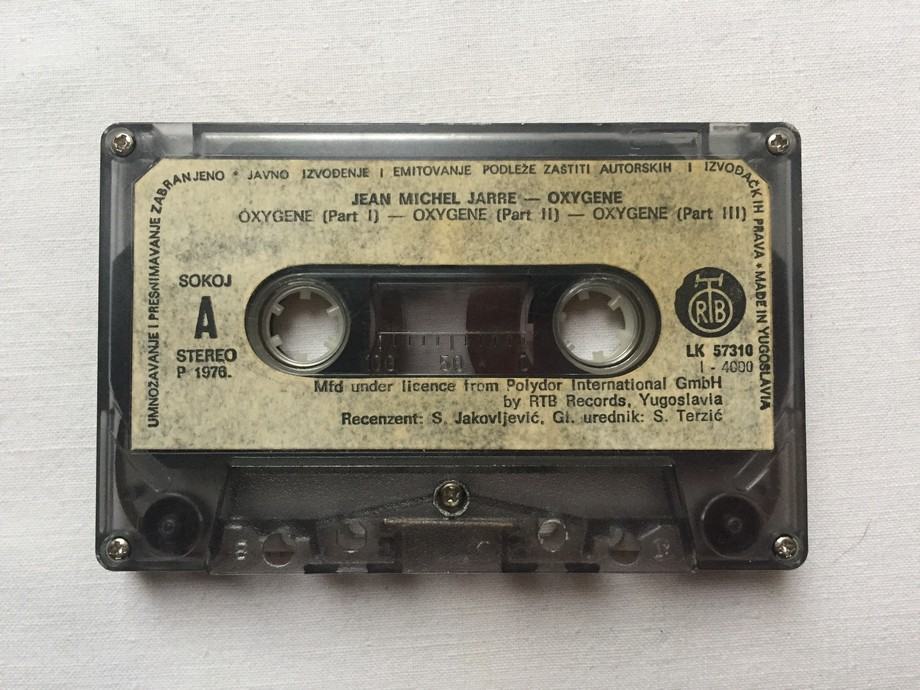 UMNOŽAVANJE I PRESNIMAVANJE ZABRANJENO * JAVNO IZVOĐENJE I EMITOVANJE PODLEŽE ZAŠTITI AUTORSKIH I IZVOĐAČKIH PRAVA * MADE IN YUGOSLAVIA
JEAN MICHEL JARRE — OXYGENE
OXYGENE (Part I) — OXYGENE (Part II) — OXYGENE (Part III)
SOKOJ
A
STEREO
P 1976.
RTB
LK 57310
I - 4000
100 50 0
Mfd under licence from Polydor International GmbH
by RTB Records, Yugoslavia
Recenzent: S. Jakovljević, Gl. urednik: S. Terzić